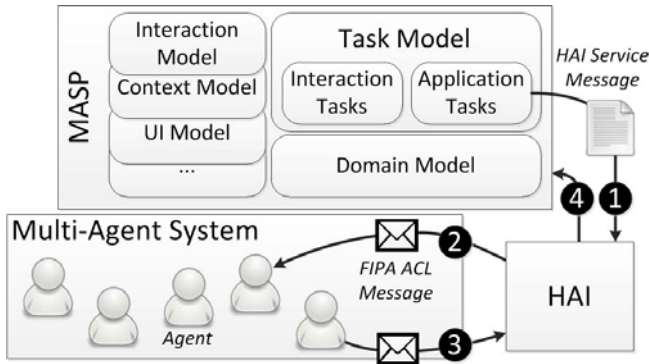 MASP
Interaction
Model
Context Model
UI Model
...
Task Model
Interaction
Tasks
Application
Tasks
Domain Model
HAI Service
Message
4
1
Multi-Agent System
2
FIPA ACL
Message
Agent
3
HAI